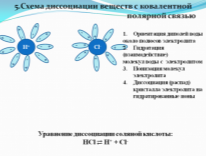 5.Схема диссоциации веществ с ковалентной
полярной связью
H⁺
Cl
1. Ориентация диполей воды
около полюсов электролита
2. Гидратация
(взаимодействие)
молекул воды с электролитом
3. Ионизация молекул
электролита
4. Диссоциация (распад)
кристалла электролита на
гидратированные ионы
Уравнение диссоциации соляной кислоты:
HCl ⇄ H⁺ + Cl⁻